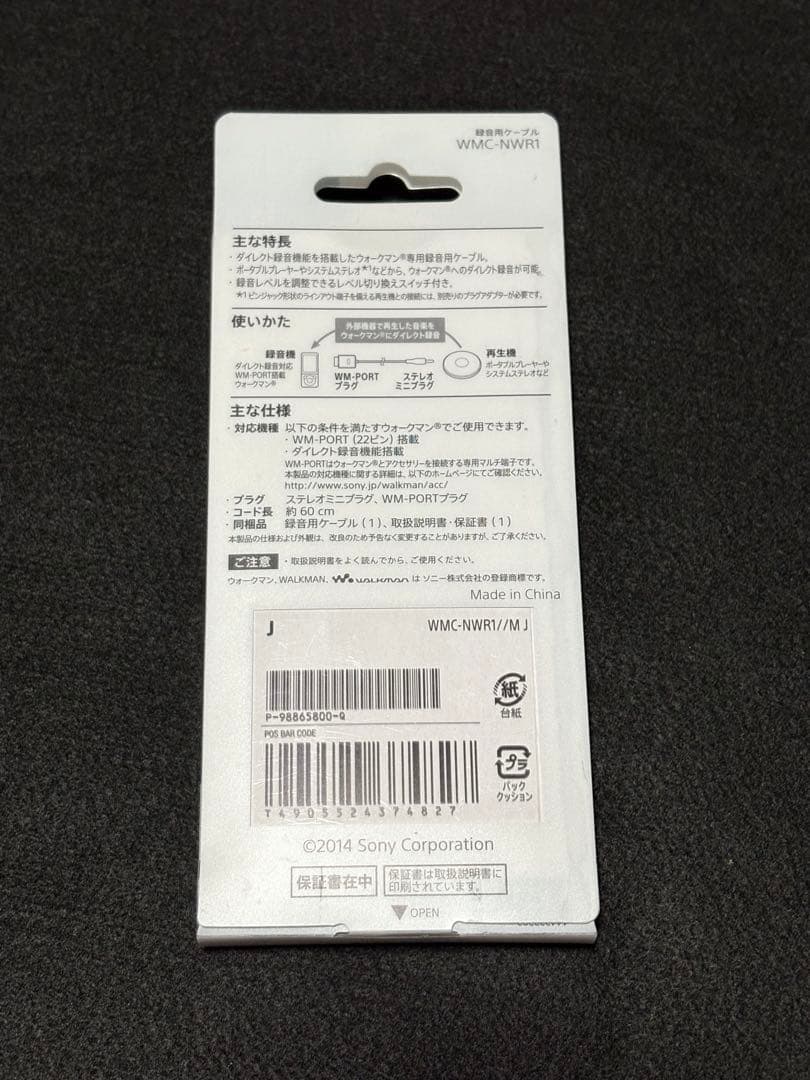 録音用ケーブル
WMC-NWR1
主な特長
・ダイレクト録音機能を搭載したウォークマン®専用録音用ケーブル。
・ポータブルプレーヤーやシステムステレオ*1などから、ウォークマン®へのダイレクト録音が可能。
・録音レベルを調整できるレベル切り換えスイッチ付き。
*1 ピンジャック形状のラインアウト端子を備える再生機との接続には、別売りのプラグアダプターが必要です。
使いかた
外部機器で再生した音楽を
ウォークマン®にダイレクト録音
録音機
ダイレクト録音対応
WM-PORT搭載
ウォークマン®
WM-PORT
プラグ
ステレオ
ミニプラグ
再生機
ポータブルプレーヤーや
システムステレオなど
主な仕様
・対応機種 以下の条件を満たすウォークマン®でご使用できます。
・WM-PORT (22ピン) 搭載
・ダイレクト録音機能搭載
WM-PORTはウォークマン®とアクセサリーを接続する専用マルチ端子です。
本製品の対応機種に関する詳細は、以下のホームページにてご確認ください。
http://www.sony.jp/walkman/acc/
・プラグ ステレオミニプラグ、WM-PORTプラグ
・コード長 約 60 cm
・同梱品 録音用ケーブル (1)、取扱説明書・保証書 (1)
本製品の仕様および外観は、改良のため予告なく変更することがありますが、ご了承ください。
ご注意 ・取扱説明書をよく読んでから、ご使用ください。
ウォークマン、WALKMAN、WALKMAN は ソニー株式会社の登録商標です。
Made in China
J WMC-NWR1//M J
P-98865800-Q
POS BAR CODE
T4905524374827
紙
台紙
プラ
パック
クッション
©2014 Sony Corporation
保証書在中
保証書は取扱説明書に
印刷されています。
▼ OPEN